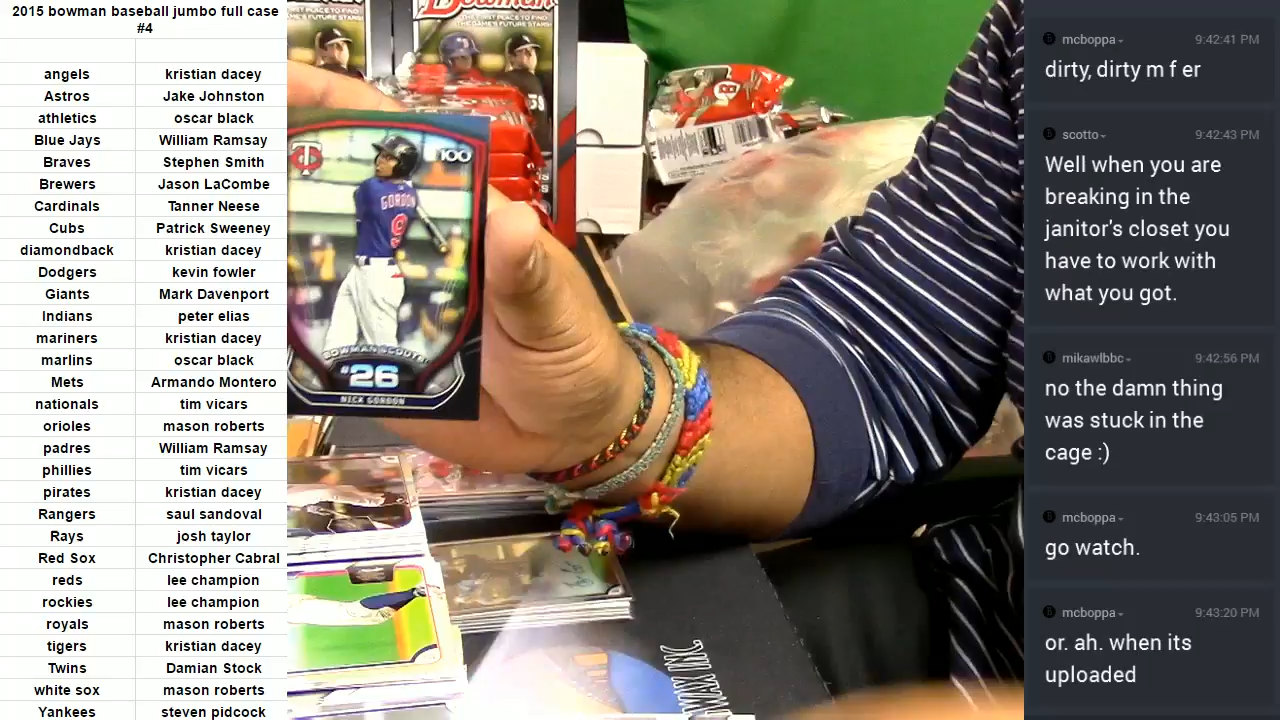 2015 bowman baseball jumbo full case
#4
angels kristian dacey
Astros Jake Johnston
athletics oscar black
Blue Jays William Ramsay
Braves Stephen Smith
Brewers Jason LaCombe
Cardinals Tanner Neese
Cubs Patrick Sweeney
diamondback kristian dacey
Dodgers kevin fowler
Giants Mark Davenport
Indians peter elias
mariners kristian dacey
marlins oscar black
Mets Armando Montero
nationals tim vicars
orioles mason roberts
padres William Ramsay
phillies tim vicars
pirates kristian dacey
Rangers saul sandoval
Rays josh taylor
Red Sox Christopher Cabral
reds lee champion
rockies lee champion
royals mason roberts
tigers kristian dacey
Twins Damian Stock
white sox mason roberts
Yankees steven pidcock
Bowman
THE GAME'S FUTURE STARS
59
100
GORDON
9
BOWMAN SCOUTS'
#26
NICK GORDON
mcboppa 9:42:41 PM
dirty, dirty m f er
scotto 9:42:43 PM
Well when you are
breaking in the
janitor's closet you
have to work with
what you got.
mikawlbbc 9:42:56 PM
no the damn thing
was stuck in the
cage :)
mcboppa 9:43:05 PM
go watch.
mcboppa 9:43:20 PM
or. ah. when its
uploaded